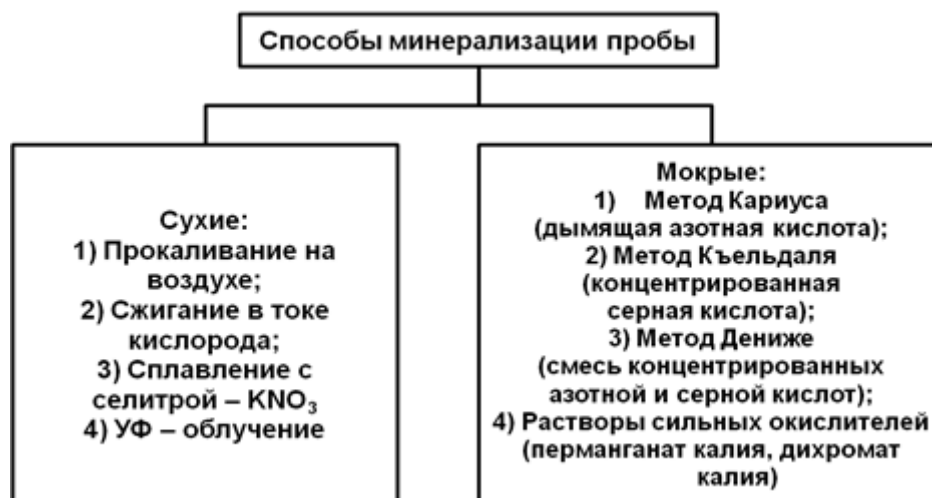 Способы минерализации пробы
Сухие:
1) Прокаливание на
воздухе;
2) Сжигание в токе
кислорода;
3) Сплавление с
селитрой – KNO₃
4) УФ – облучение
Мокрые:
1) Метод Кариуса
(дымящая азотная кислота);
2) Метод Къельдаля
(концентрированная
серная кислота);
3) Метод Дениже
(смесь концентрированных
азотной и серной кислот);
4) Растворы сильных окислителей
(перманганат калия, дихромат
калия)